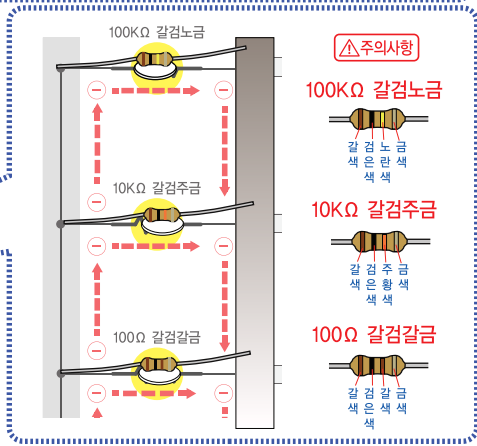 100KΩ 갈검노금
10KΩ 갈검주금
100Ω 갈검갈금
주의사항
100KΩ 갈검노금
갈색 검은색 노란색 금색
10KΩ 갈검주금
갈색 검은색 주황색 금색
100Ω 갈검갈금
갈색 검은색 갈색 금색